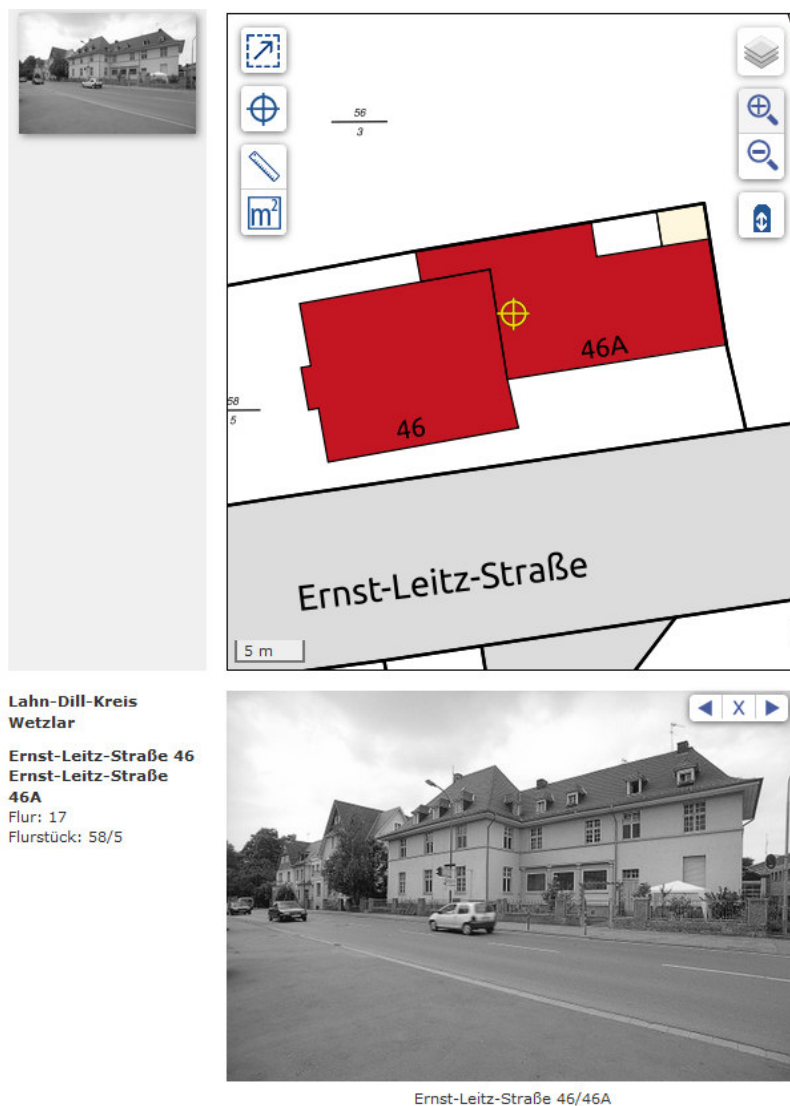 m²
56
3
46A
58
5
46
Ernst-Leitz-Straße
5 m
Lahn-Dill-Kreis
Wetzlar
Ernst-Leitz-Straße 46
Ernst-Leitz-Straße
46A
Flur: 17
Flurstück: 58/5
X
Ernst-Leitz-Straße 46/46A